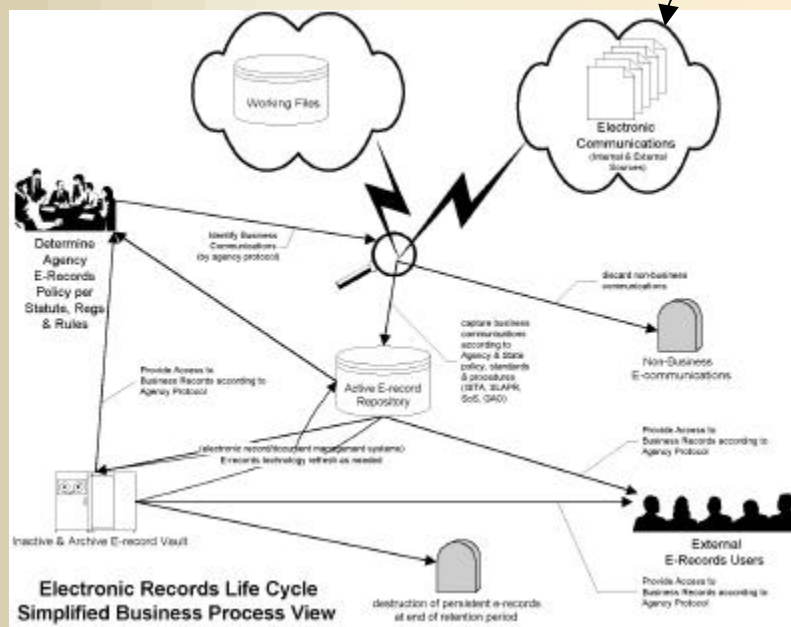 Working Files
Electronic
Communications
(Internal & External
Sources)
Determine
Agency
E-Records
Policy per
Statute, Regs
& Rules
Identify Business
Communications
(by agency protocol)
discard non-business
communications
capture business
communications
according to
Agency & State
policy, standards
& procedures
(ISITA, SLAPR,
SoS, GAO)
Non-Business
E-communications
Provide Access to
Business Records according to
Agency Protocol
Active E-record
Repository
(electronic record/document management systems)
E-records technology refresh as needed
Provide Access to
Business Records according to
Agency Protocol
Inactive & Archive E-record Vault
External
E-Records Users
Provide Access to
Business Records according to
Agency Protocol
Electronic Records Life Cycle
Simplified Business Process View
destruction of persistent e-records
at end of retention period